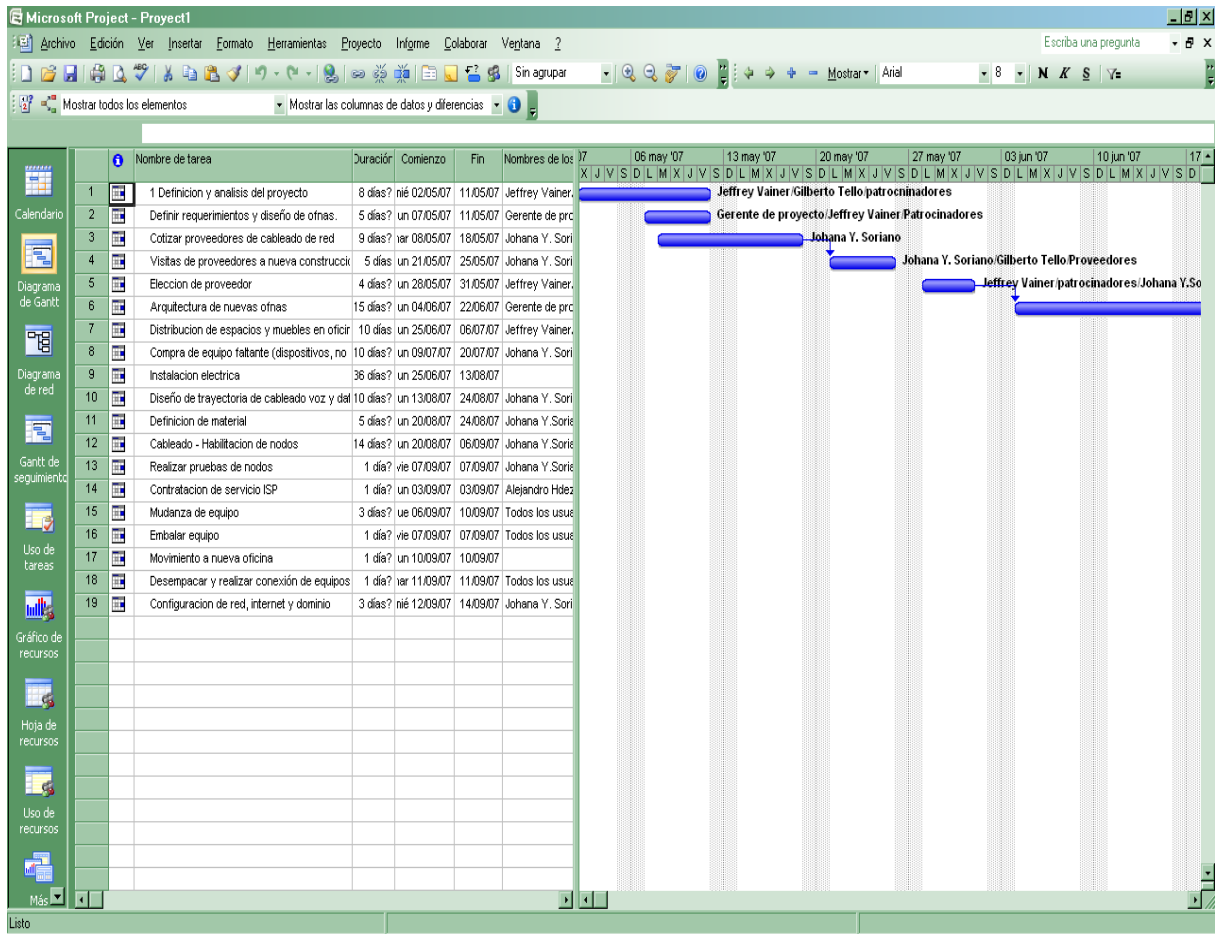 Microsoft Project - Proyect1
Archivo Edición Ver Insertar Formato Herramientas Proyecto Informe Colaborar Ventana ? Escriba una pregunta
Sin agrupar Mostrar Arial 8 N K S
Mostrar todos los elementos Mostrar las columnas de datos y diferencias
Nombre de tarea Duración Comienzo Fin Nombres de los
)7 06 may '07 13 may '07 20 may '07 27 may '07 03 jun '07 10 jun '07 17
X J V S D L M X J V S D L M X J V S D L M X J V S D L M X J V S D L M X J V S D L M X J V S D
1 1 Definicion y analisis del proyecto 8 días? nié 02/05/07 11/05/07 Jeffrey Vainer.
2 Definir requerimientos y diseño de ofnas. 5 días? un 07/05/07 11/05/07 Gerente de prc
3 Cotizar proveedores de cableado de red 9 días? nar 08/05/07 18/05/07 Johana Y. Sori
4 Visitas de proveedores a nueva construcci 5 días un 21/05/07 25/05/07 Johana Y. Sori
5 Eleccion de proveedor 4 días? un 28/05/07 31/05/07 Jeffrey Vainer.
6 Arquitectura de nuevas ofnas 15 días? un 04/06/07 22/06/07 Gerente de prc
7 Distribucion de espacios y muebles en oficir 10 días un 25/06/07 06/07/07 Jeffrey Vainer.
8 Compra de equipo faltante (dispositivos, no 10 días? un 09/07/07 20/07/07 Johana Y. Sori
9 Instalacion electrica 36 días? un 25/06/07 13/08/07
10 Diseño de trayectoria de cableado voz y dat 10 días? un 13/08/07 24/08/07 Johana Y. Sori
11 Definicion de material 5 días? un 20/08/07 24/08/07 Johana Y.Sorie
12 Cableado - Habilitacion de nodos 14 días? un 20/08/07 06/09/07 Johana Y.Sorie
13 Realizar pruebas de nodos 1 día? vie 07/09/07 07/09/07 Johana Y.Sorie
14 Contratacion de servicio ISP 1 día? un 03/09/07 03/09/07 Alejandro Hdez
15 Mudanza de equipo 3 días? ue 06/09/07 10/09/07 Todos los usua
16 Embalar equipo 1 día? vie 07/09/07 07/09/07 Todos los usua
17 Movimiento a nueva oficina 1 día? un 10/09/07 10/09/07
18 Desempacar y realizar conexión de equipos 1 día? nar 11/09/07 11/09/07 Todos los usua
19 Configuracion de red, internet y dominio 3 días? nié 12/09/07 14/09/07 Johana Y. Sori
Jeffrey Vainer/Gilberto Tello/patrocninadores
Gerente de proyecto/Jeffrey Vainer/Patrocinadores
Johana Y. Soriano
Johana Y. Soriano/Gilberto Tello/Proveedores
Jeffrey Vainer/patrocinadores/Johana Y.So
Calendario
Diagrama
de Gantt
Diagrama
de red
Gantt de
seguimiento
Uso de
tareas
Gráfico de
recursos
Hoja de
recursos
Uso de
recursos
Más
Listo